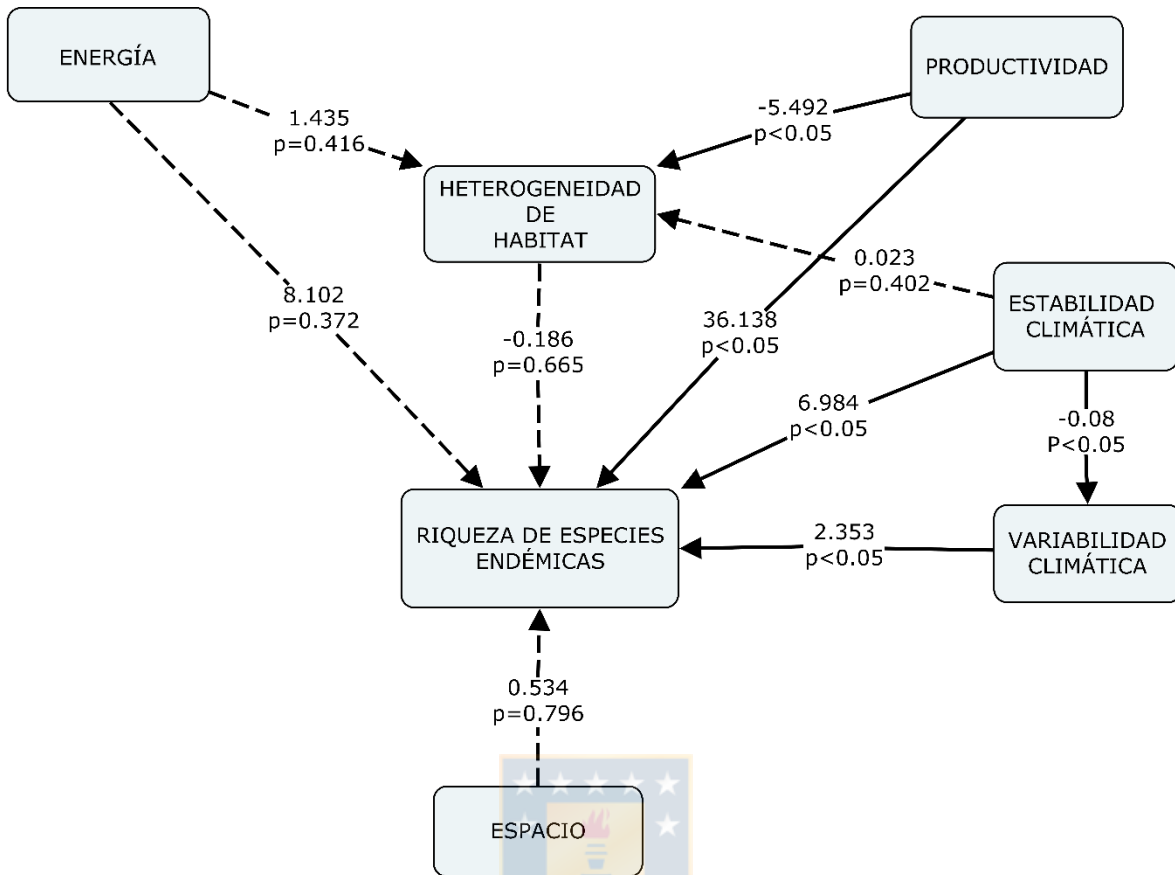 ENERGÍA
PRODUCTIVIDAD
1.435
p=0.416
-5.492
p<0.05
HETEROGENEIDAD
DE
HABITAT
0.023
p=0.402
ESTABILIDAD
CLIMÁTICA
8.102
p=0.372
-0.186
p=0.665
36.138
p<0.05
6.984
p<0.05
-0.08
P<0.05
RIQUEZA DE ESPECIES
ENDÉMICAS
2.353
p<0.05
VARIABILIDAD
CLIMÁTICA
0.534
p=0.796
ESPACIO